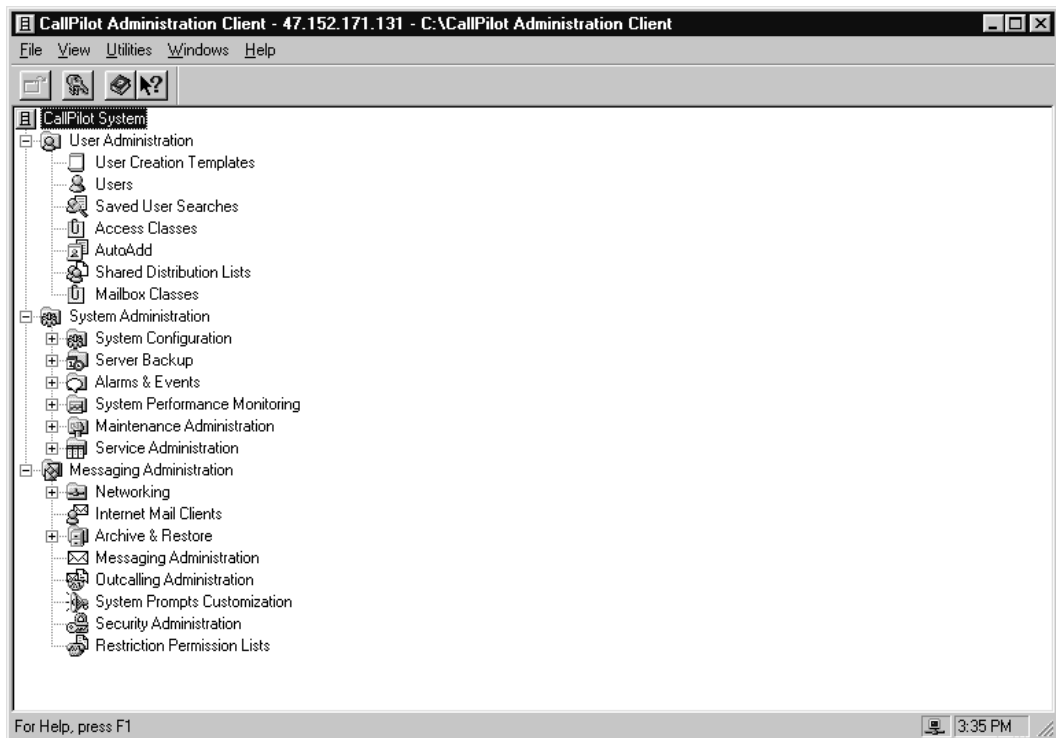 CallPilot Administration Client - 47.152.171.131 - C:\CallPilot Administration Client
File View Utilities Windows Help
CallPilot System
User Administration
User Creation Templates
Users
Saved User Searches
Access Classes
AutoAdd
Shared Distribution Lists
Mailbox Classes
System Administration
System Configuration
Server Backup
Alarms & Events
System Performance Monitoring
Maintenance Administration
Service Administration
Messaging Administration
Networking
Internet Mail Clients
Archive & Restore
Messaging Administration
Outcalling Administration
System Prompts Customization
Security Administration
Restriction Permission Lists
For Help, press F1 3:35 PM